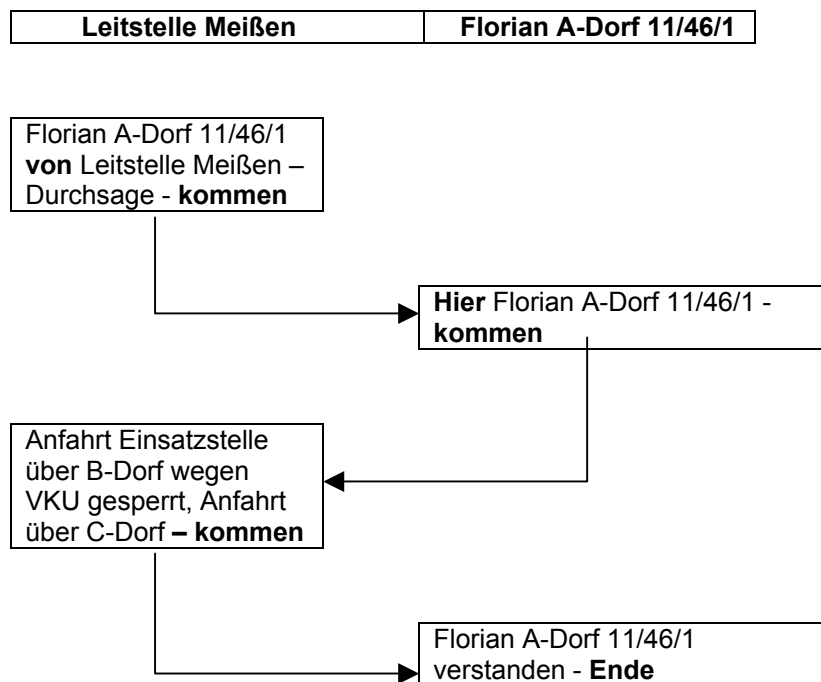 Leitstelle Meißen
Florian A-Dorf 11/46/1
Florian A-Dorf 11/46/1
von Leitstelle Meißen –
Durchsage - kommen
Hier Florian A-Dorf 11/46/1 -
kommen
Anfahrt Einsatzstelle
über B-Dorf wegen
VKU gesperrt, Anfahrt
über C-Dorf – kommen
Florian A-Dorf 11/46/1
verstanden - Ende